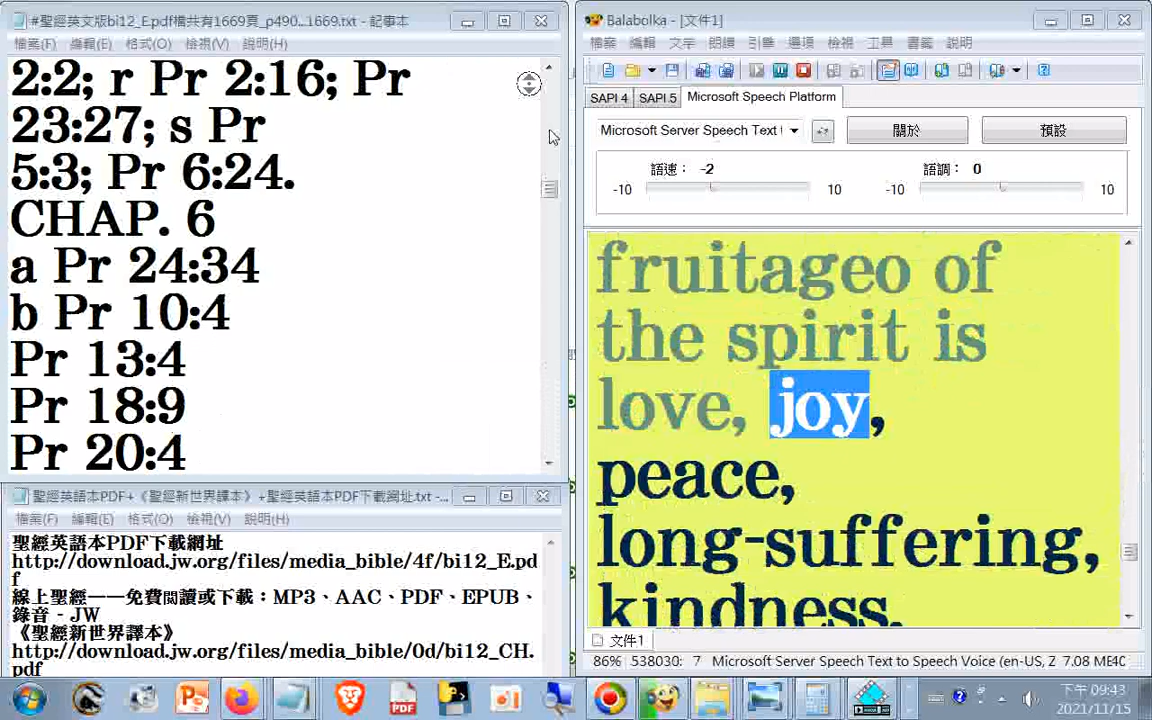 #聖經英文版bi12_E.pdf檔共有1669頁_p490...1669.txt - 記事本
檔案(F) 編輯(E) 格式(O) 檢視(V) 說明(H)
2:2; r Pr 2:16; Pr
23:27; s Pr
5:3; Pr 6:24.
CHAP. 6
a Pr 24:34
b Pr 10:4
Pr 13:4
Pr 18:9
Pr 20:4
聖經英語本PDF+《聖經新世界譯本》+聖經英語本PDF下載網址.txt - ...
檔案(F) 編輯(E) 格式(O) 檢視(V) 說明(H)
聖經英語本PDF下載網址
http://download.jw.org/files/media_bible/4f/bi12_E.pd
f
線上聖經——免費閱讀或下載：MP3、AAC、PDF、EPUB、
錄音 - JW
《聖經新世界譯本》
http://download.jw.org/files/media_bible/0d/bi12_CH.
pdf
Balabolka - [文件1]
檔案 編輯 文字 朗讀 引擎 選項 檢視 工具 書籤 說明
SAPI 4 SAPI 5 Microsoft Speech Platform
Microsoft Server Speech Text 關於 預設
語速： -2 語調： 0
-10 10 -10 10
fruitageo of
the spirit is
love, joy,
peace,
long-suffering,
kindness,
文件1
86% 538030: 7 Microsoft Server Speech Text to Speech Voice (en-US, Z 7.08 ME
下午 09:43
2021/11/15